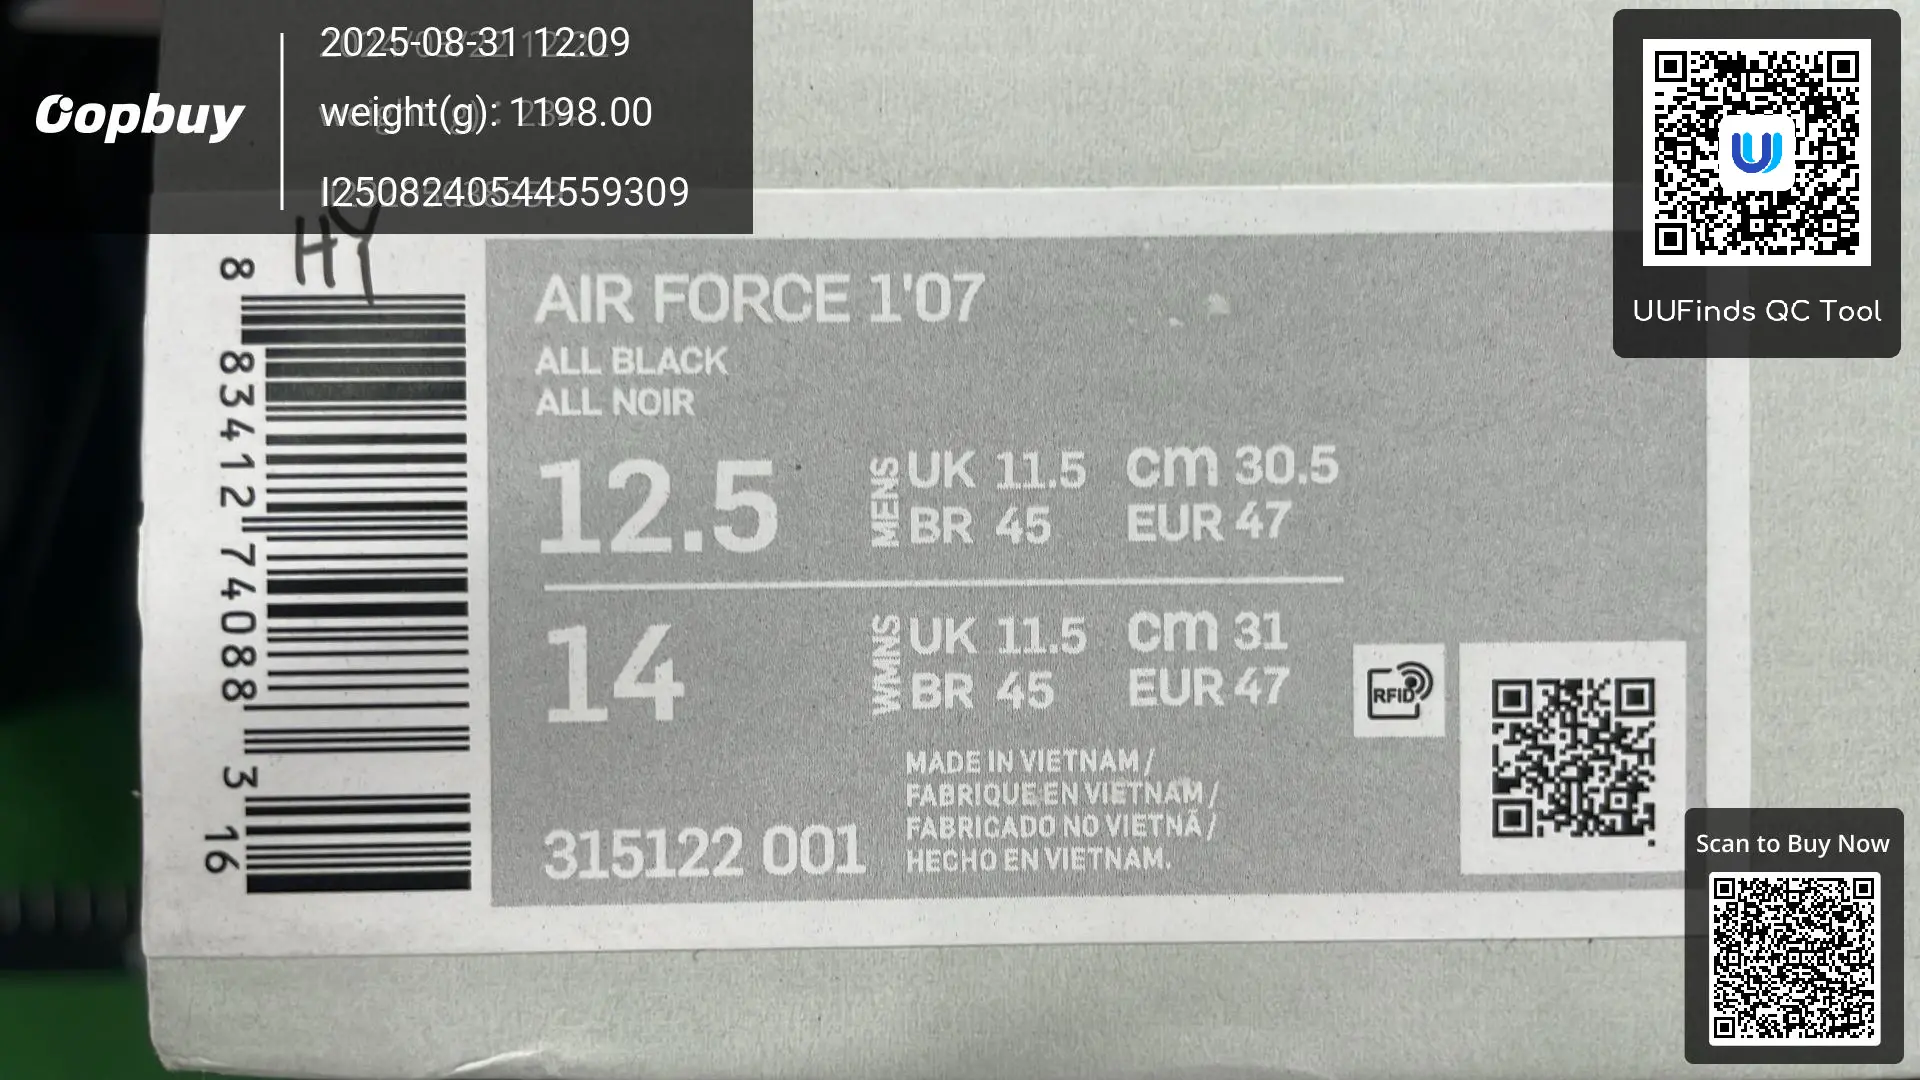 Oopbuy
2025-08-31 12:09
weight(g): 1198.00
I2508240544559309
UUFinds QC Tool
HY
8 83412 74088 3 16
AIR FORCE 1'07
ALL BLACK
ALL NOIR
12.5 MENS UK 11.5 cm 30.5
BR 45 EUR 47
14 WMNS UK 11.5 cm 31
BR 45 EUR 47
RFID
MADE IN VIETNAM /
FABRIQUE EN VIETNAM /
FABRICADO NO VIETNÃ /
HECHO EN VIETNAM.
315122 001
Scan to Buy Now